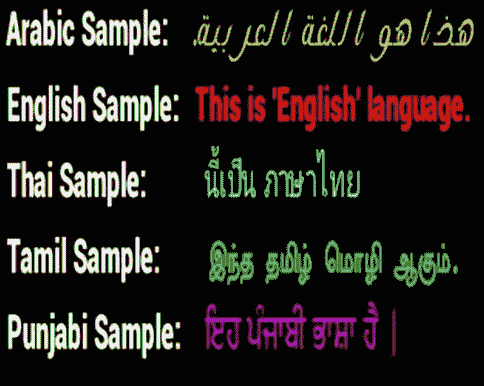 Arabic Sample: هذا هو اللغة العربية.
English Sample: This is 'English' language.
Thai Sample: นี้เป็น ภาษาไทย
Tamil Sample: இந்த தமிழ் மொழி ஆகும்.
Punjabi Sample: ਇਹ ਪੰਜਾਬੀ ਭਾਸ਼ਾ ਹੈ |